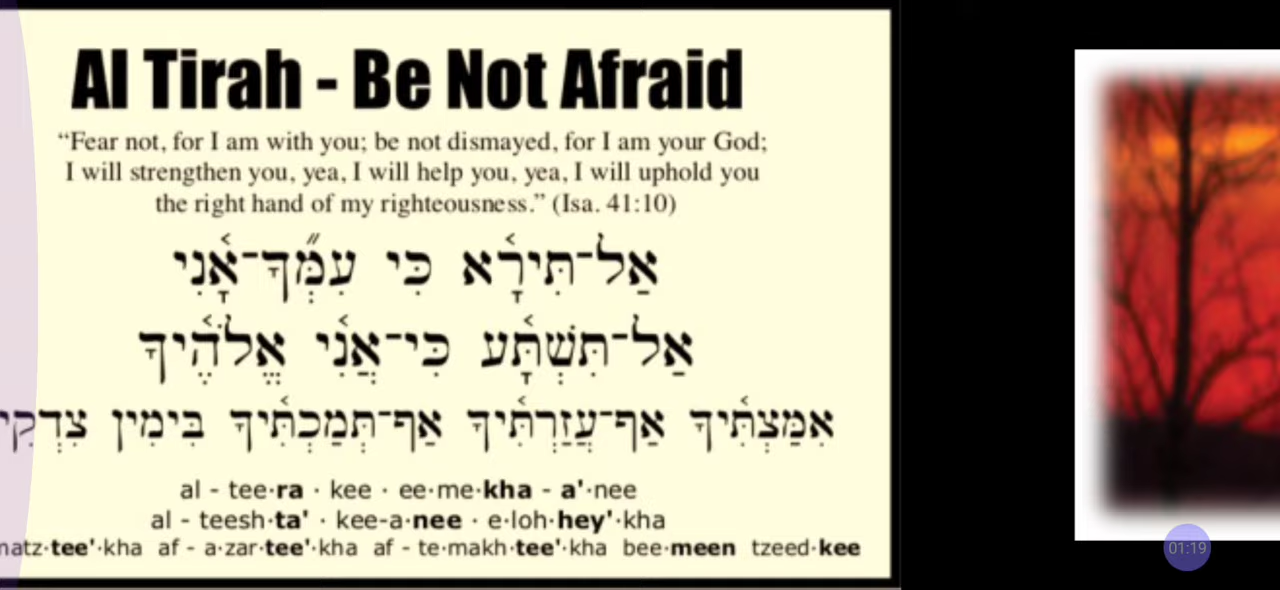 Al Tirah - Be Not Afraid
“Fear not, for I am with you; be not dismayed, for I am your God;
I will strengthen you, yea, I will help you, yea, I will uphold you
the right hand of my righteousness.” (Isa. 41:10)
אַל־תִּירָ֫א כִּי עִמְּךָ־אָ֫נִי
אַל־תִּשְׁתָּ֫ע כִּי־אֲנִ֫י אֱלֹהֶ֫יךָ
אִמַּצְתִּ֫יךָ אַף־עֲזַרְתִּ֫יךָ אַף־תְּמַכְתִּ֫יךָ בִּימִין צִדְקִי
al - tee·ra · kee · ee·me·kha - a'·nee
al - teesh·ta' · kee-a·nee · e·loh·hey'·kha
matz·tee'·kha af - a·zar·tee'·kha af - te·makh·tee'·kha bee·meen tzeed·kee
01:19